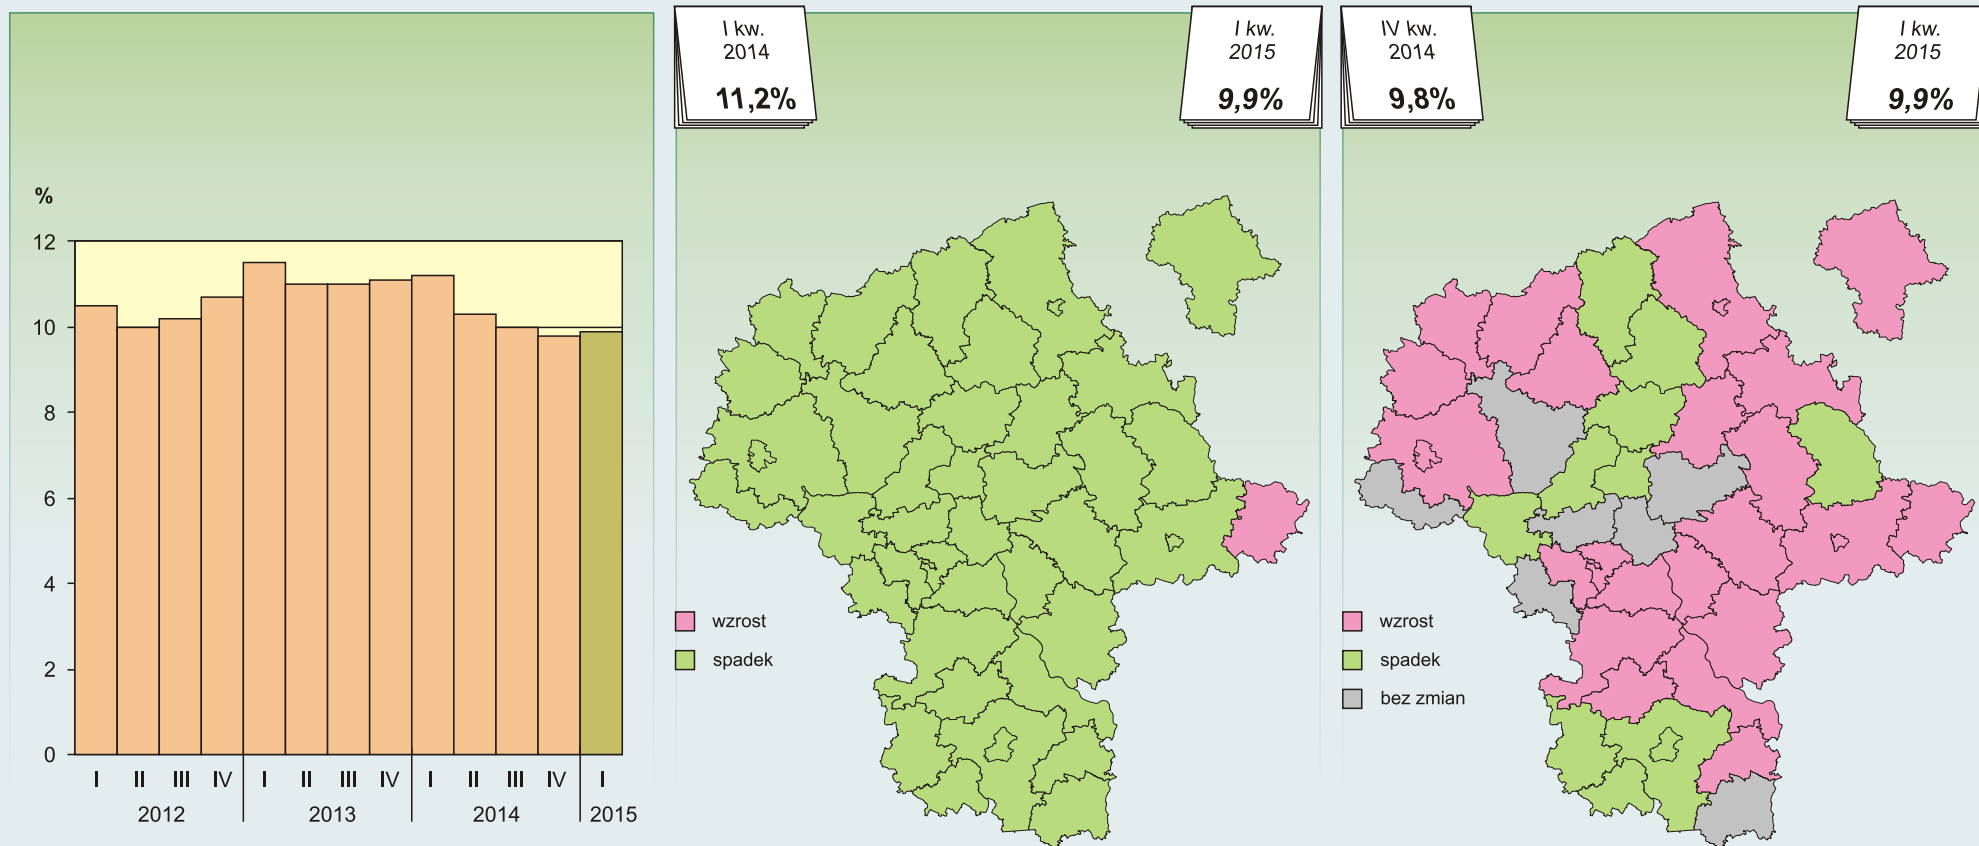 %
12
10
8
6
4
2
0
I II III IV I II III IV I II III IV I
2012 2013 2014 2015
I kw.
2014
11,2%
I kw.
2015
9,9%
wzrost
spadek
IV kw.
2014
9,8%
I kw.
2015
9,9%
wzrost
spadek
bez zmian